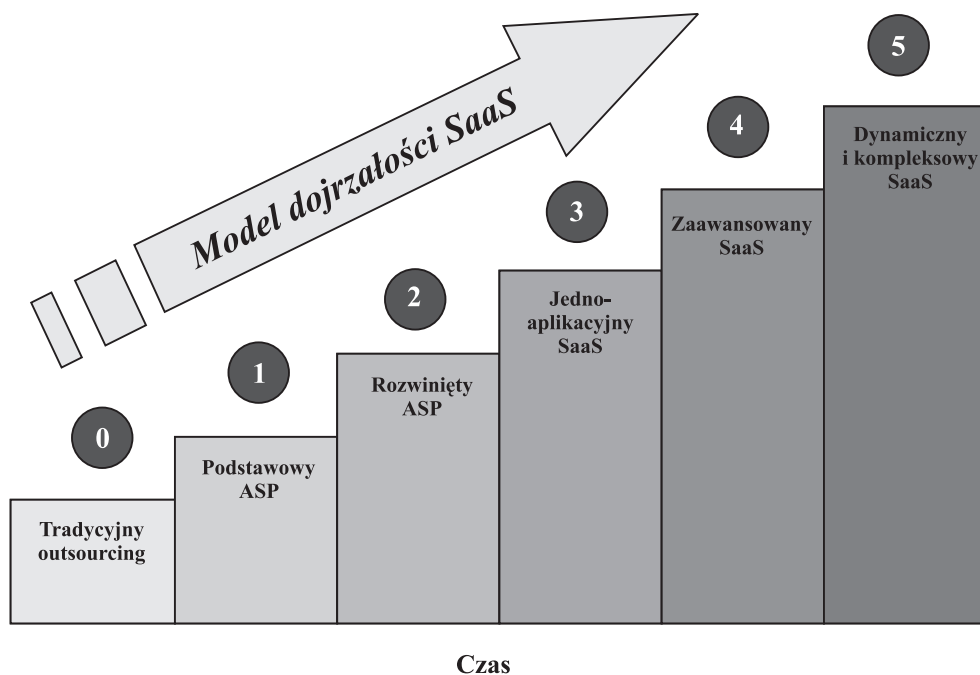 Model dojrzałości SaaS
0
Tradycyjny
outsourcing
1
Podstawowy
ASP
2
Rozwinięty
ASP
3
Jedno-
aplikacyjny
SaaS
4
Zaawansowany
SaaS
5
Dynamiczny
i kompleksowy
SaaS
Czas